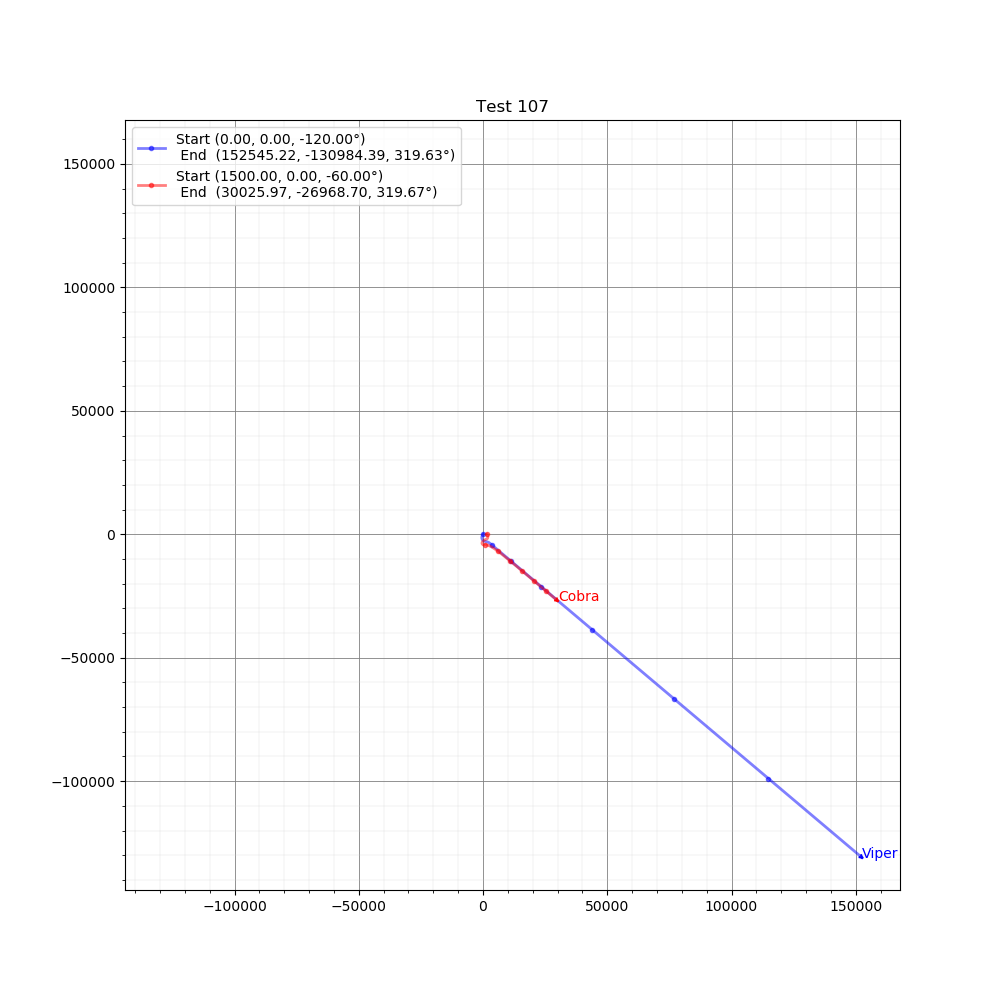 Test 107
Start (0.00, 0.00, -120.00°)
End (152545.22, -130984.39, 319.63°)
Start (1500.00, 0.00, -60.00°)
End (30025.97, -26968.70, 319.67°)
150000
100000
50000
0
−50000
−100000
Cobra
Viper
−100000
−50000
0
50000
100000
150000